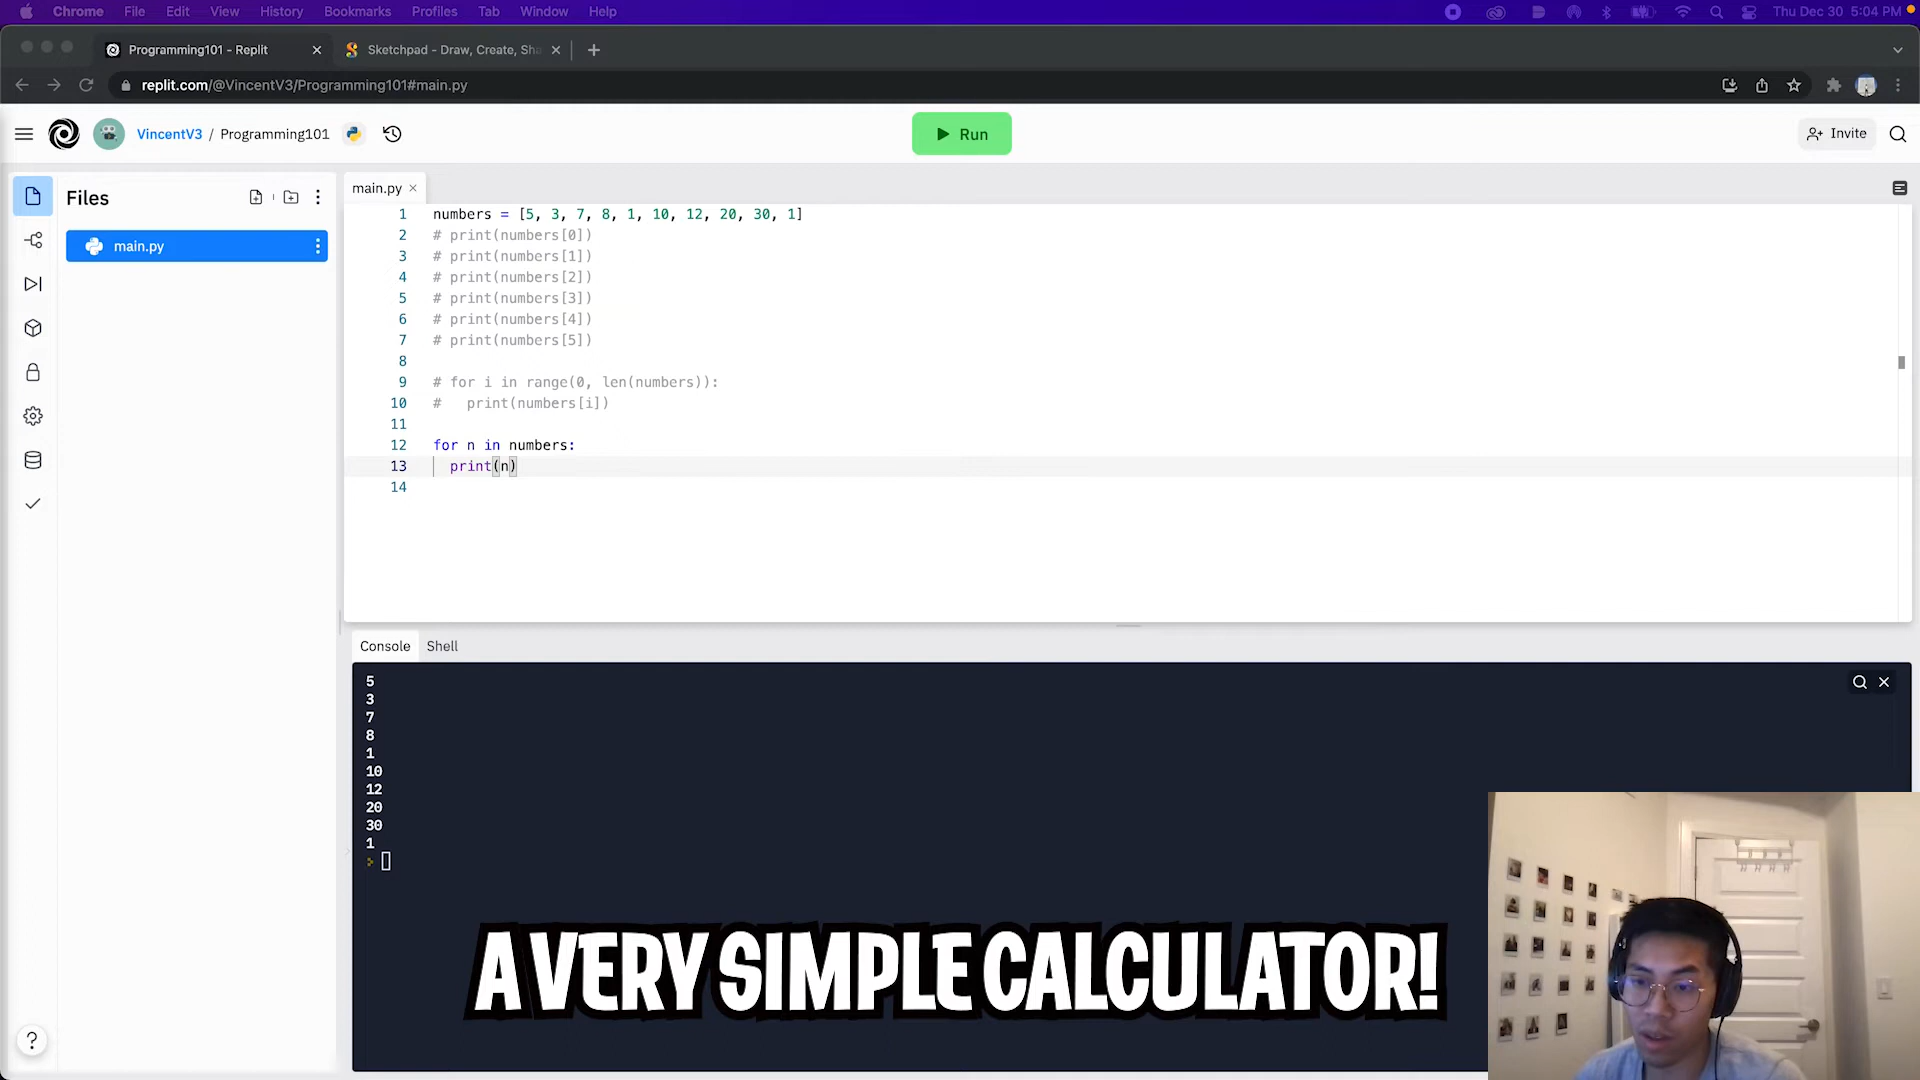 Chrome File Edit View History Bookmarks Profiles Tab Window Help Thu Dec 30 5:04 PM
Programming101 - Replit Sketchpad - Draw, Create, Sha
replit.com/@VincentV3/Programming101#main.py
VincentV3 / Programming101 Run Invite
Files
main.py
main.py
1 numbers = [5, 3, 7, 8, 1, 10, 12, 20, 30, 1]
2 # print(numbers[0])
3 # print(numbers[1])
4 # print(numbers[2])
5 # print(numbers[3])
6 # print(numbers[4])
7 # print(numbers[5])
8
9 # for i in range(0, len(numbers)):
10 #   print(numbers[i])
11
12 for n in numbers:
13   print(n)
14
Console Shell
5
3
7
8
1
10
12
20
30
1
A VERY SIMPLE CALCULATOR!
?